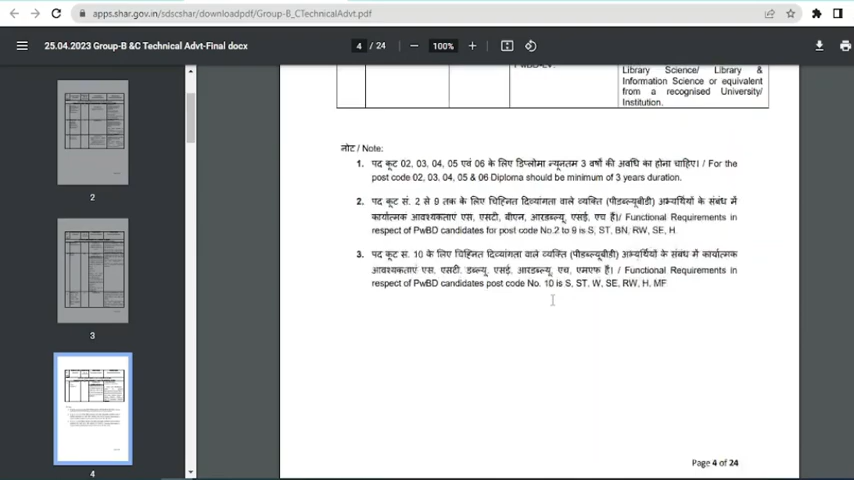 apps.shar.gov.in/sdscshar/downloadpdf/Group-B_CTechnicalAdvt.pdf
25.04.2023 Group-B &C Technical Advt-Final docx
4 / 24
100%
2
3
4
Library Science/ Library &
Information Science or equivalent
from a recognised University/
Institution.
नोट / Note:
1. पद कूट 02, 03, 04, 05 एवं 06 के लिए डिप्लोमा न्यूनतम 3 वर्षों की अवधि का होना चाहिए। / For the
post code 02, 03, 04, 05 & 06 Diploma should be minimum of 3 years duration.
2. पद कूट सं. 2 से 9 तक के लिए चिह्नित दिव्यांगता वाले व्यक्ति (पीडब्ल्यूबीडी) अभ्यर्थियों के संबंध में
कार्यात्मक आवश्यकताएं एस, एसटी, बीएन, आरडब्ल्यू, एसई, एच हैं।/ Functional Requirements in
respect of PwBD candidates for post code No.2 to 9 is S, ST, BN, RW, SE, H.
3. पद कूट सं. 10 के लिए चिह्नित दिव्यांगता वाले व्यक्ति (पीडब्ल्यूबीडी) अभ्यर्थियों के संबंध में कार्यात्मक
आवश्यकताएं एस, एसटी. डब्ल्यू, एसई, आरडब्ल्यू, एच, एमएफ हैं। / Functional Requirements in
respect of PwBD candidates post code No. 10 is S, ST, W, SE, RW, H. MF
Page 4 of 24